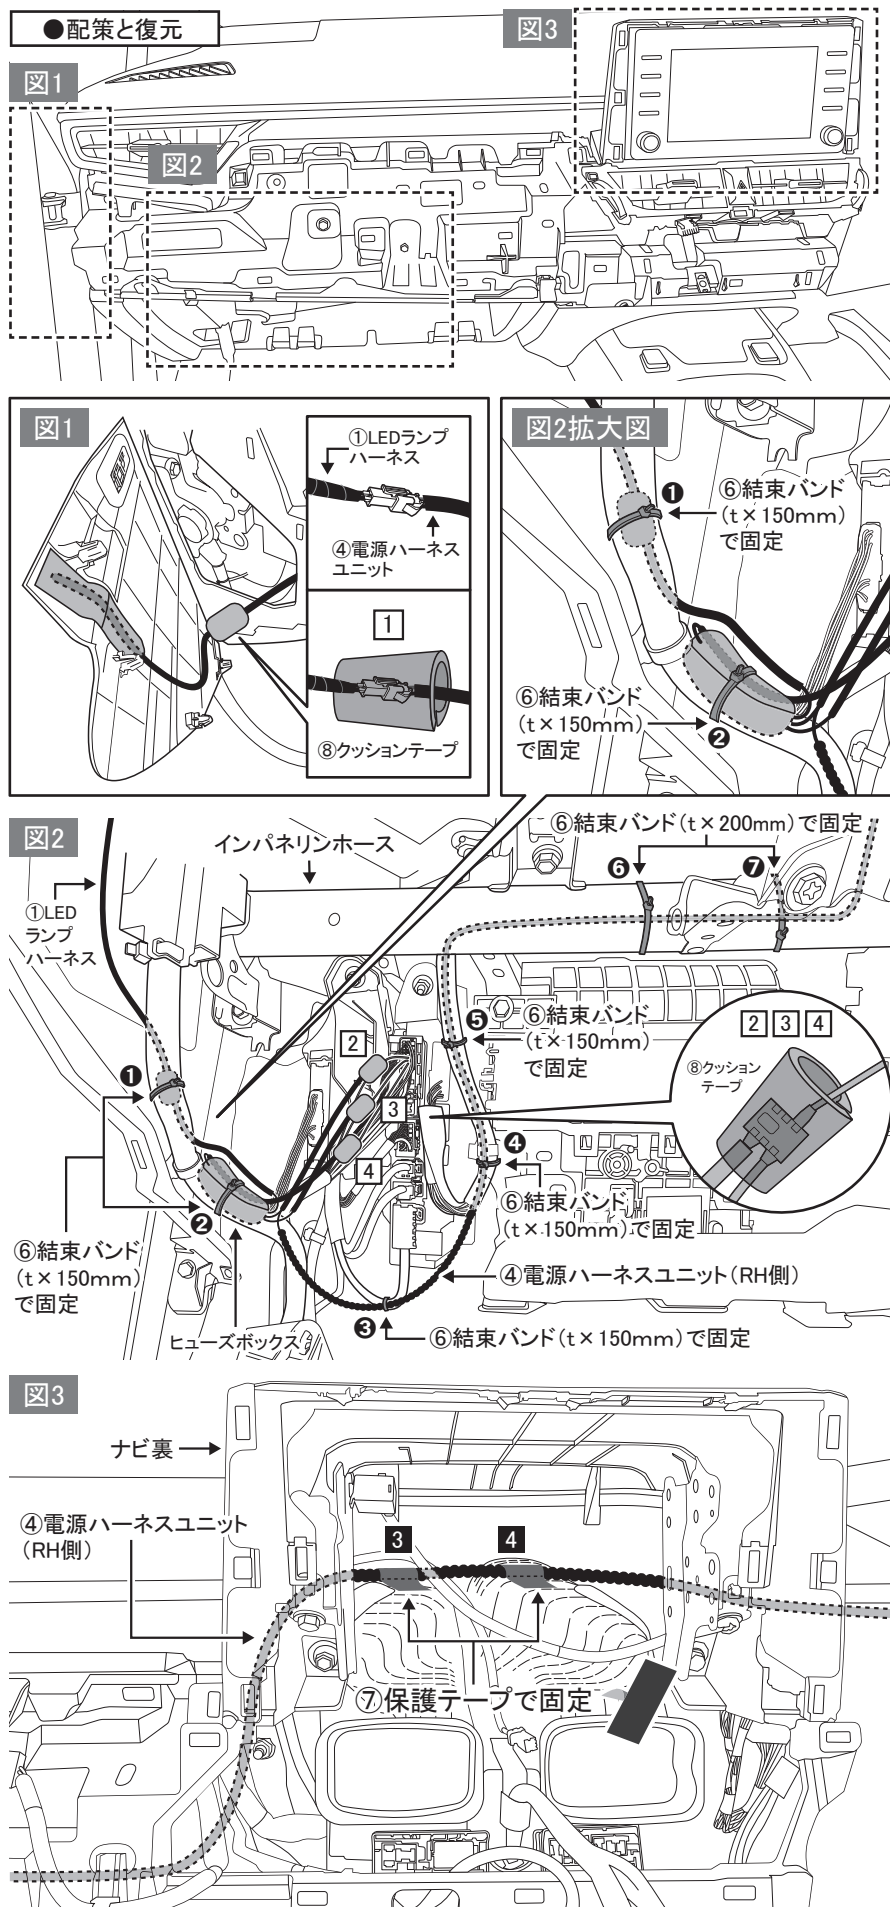 ●配策と復元
図1
図2
図3
図1
①LEDランプ
ハーネス
④電源ハーネス
ユニット
1
⑧クッションテープ
図2拡大図
❶
⑥結束バンド
(t×150mm)
で固定
⑥結束バンド
(t×150mm)
で固定
❷
図2
インパネリンホース
⑥結束バンド(t×200mm)で固定
❻
❼
①LED
ランプ
ハーネス
❺
⑥結束バンド
(t×150mm)
で固定
2 3 4
⑧クッション
テープ
2
3
4
❶
❷
❹
⑥結束バンド
(t×150mm)で固定
⑥結束バンド
(t×150mm)
で固定
④電源ハーネスユニット(RH側)
ヒューズボックス
❸
⑥結束バンド(t×150mm)で固定
図3
ナビ裏
④電源ハーネスユニット
(RH側)
3
4
⑦保護テープで固定